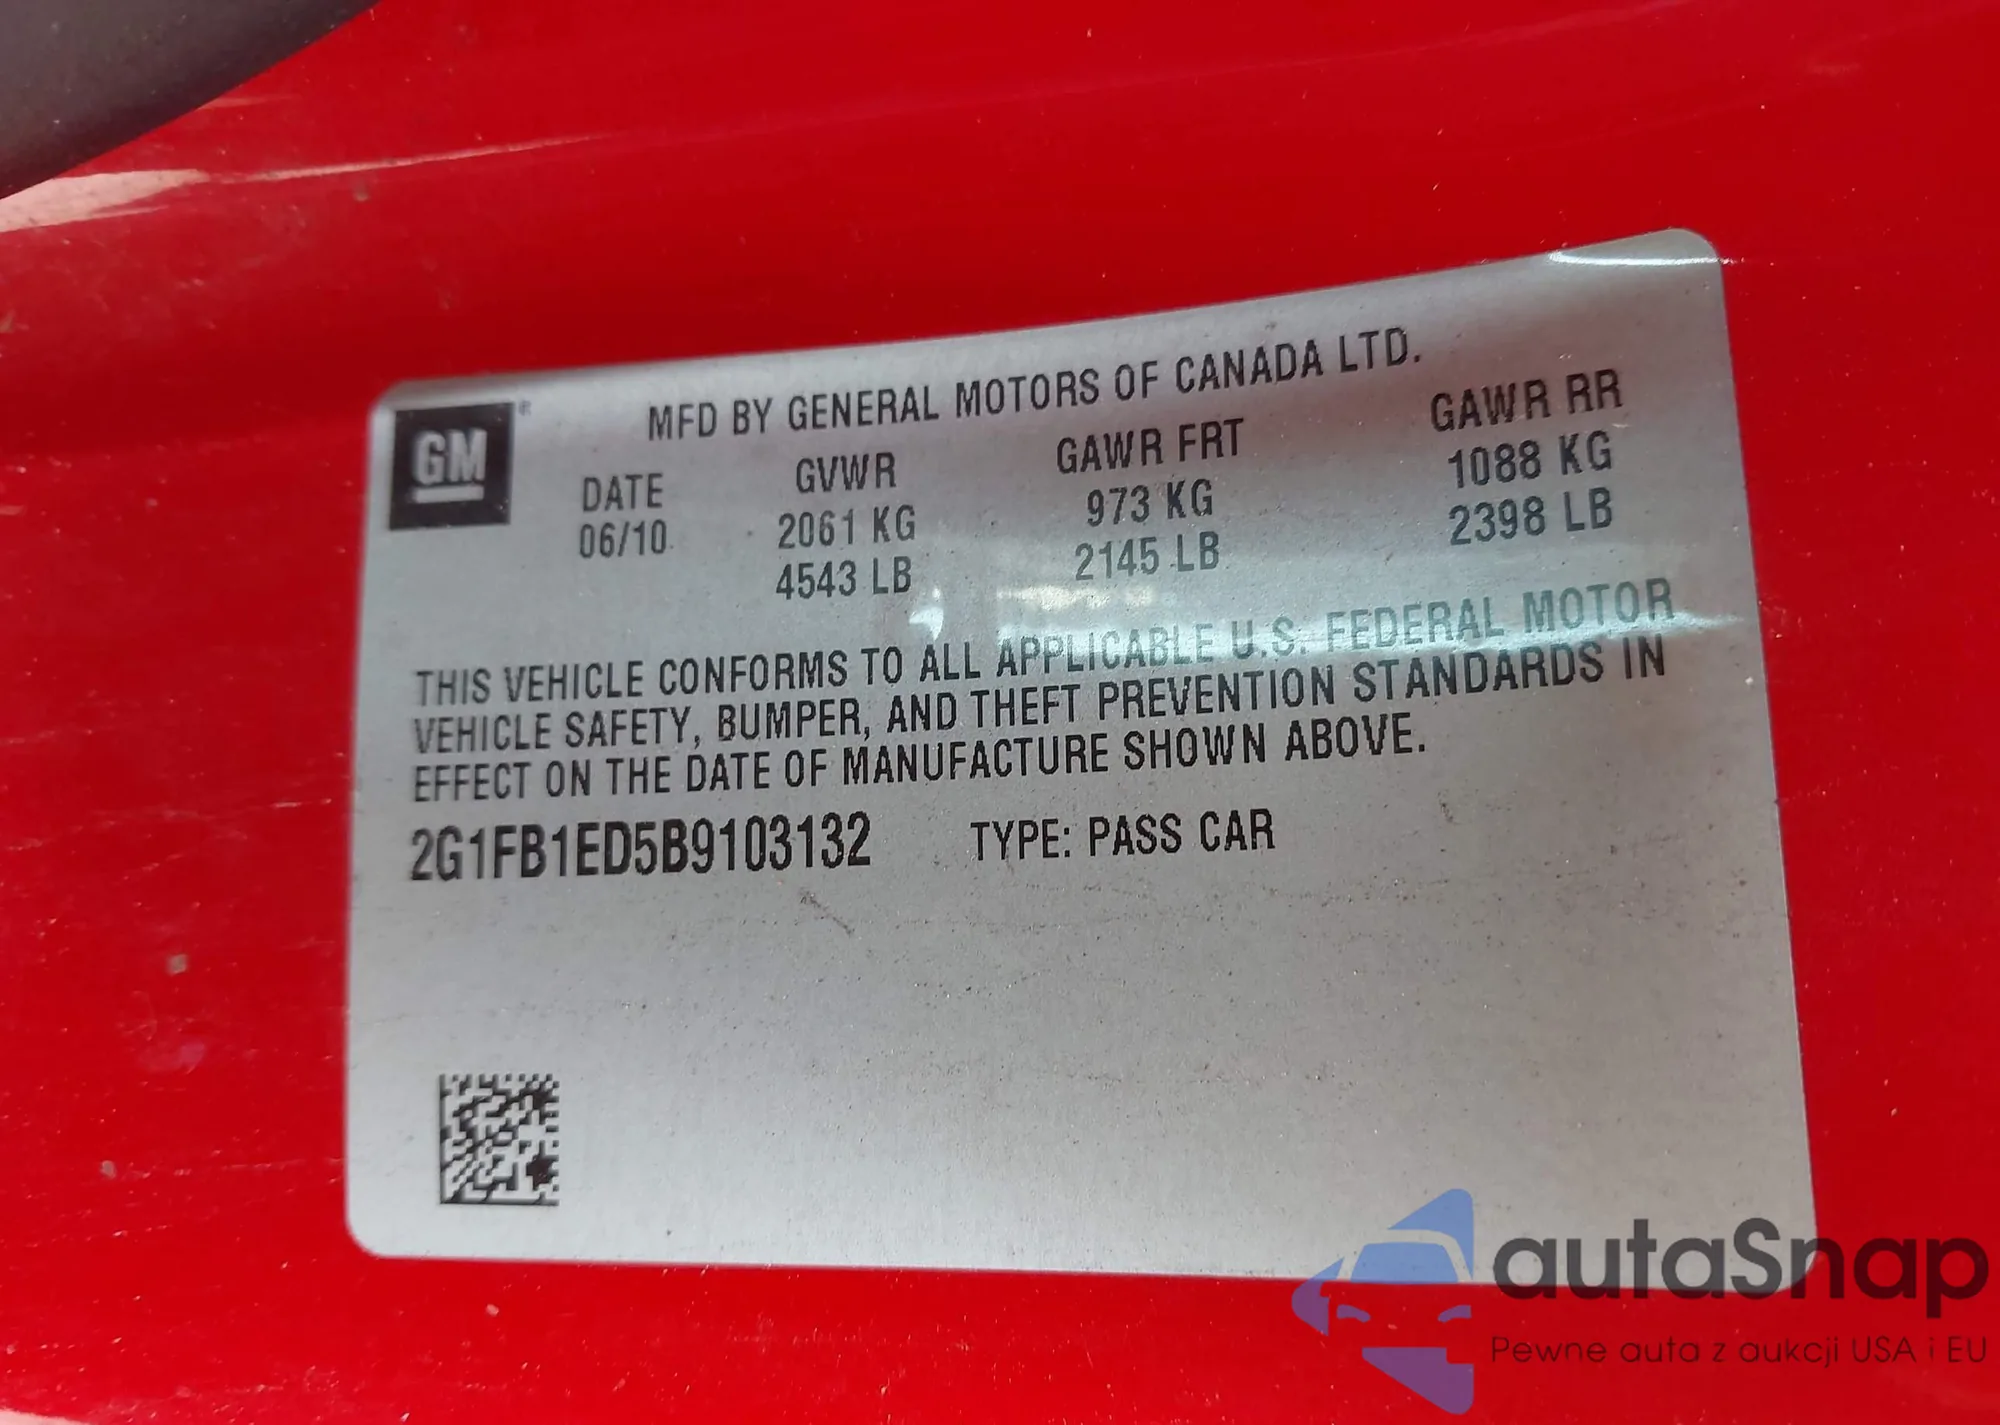 GM®
MFD BY GENERAL MOTORS OF CANADA LTD.
DATE GVWR GAWR FRT GAWR RR
06/10 2061 KG 973 KG 1088 KG
4543 LB 2145 LB 2398 LB
THIS VEHICLE CONFORMS TO ALL APPLICABLE U.S. FEDERAL MOTOR
VEHICLE SAFETY, BUMPER, AND THEFT PREVENTION STANDARDS IN
EFFECT ON THE DATE OF MANUFACTURE SHOWN ABOVE.
2G1FB1ED5B9103132 TYPE: PASS CAR
autaSnap
Pewne auta z aukcji USA i EU